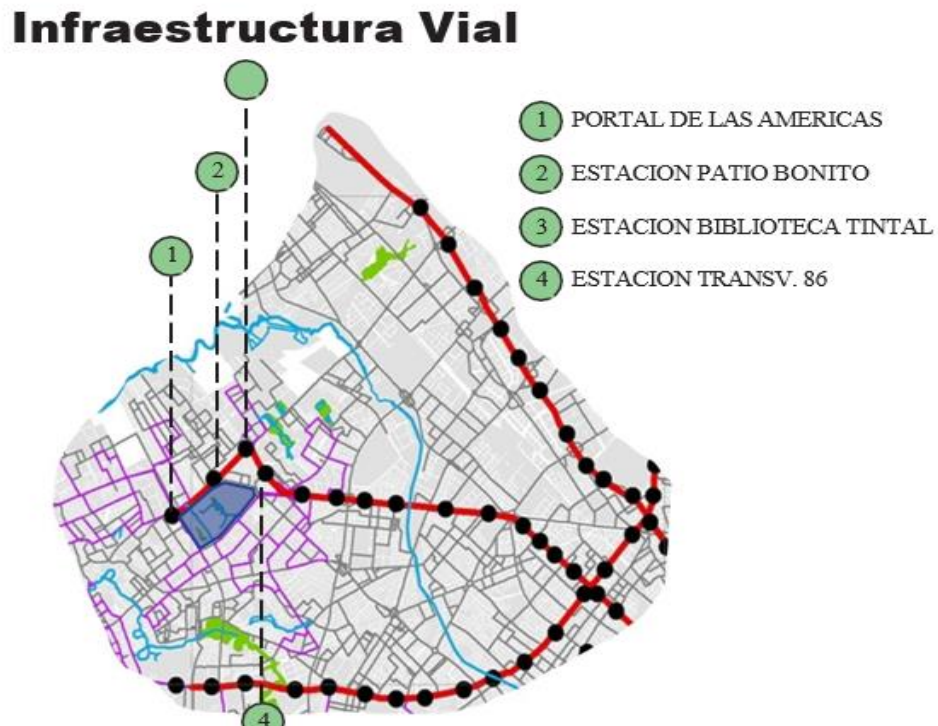 Infraestructura Vial
1 PORTAL DE LAS AMERICAS
2 ESTACION PATIO BONITO
3 ESTACION BIBLIOTECA TINTAL
4 ESTACION TRANSV. 86
2
1
4